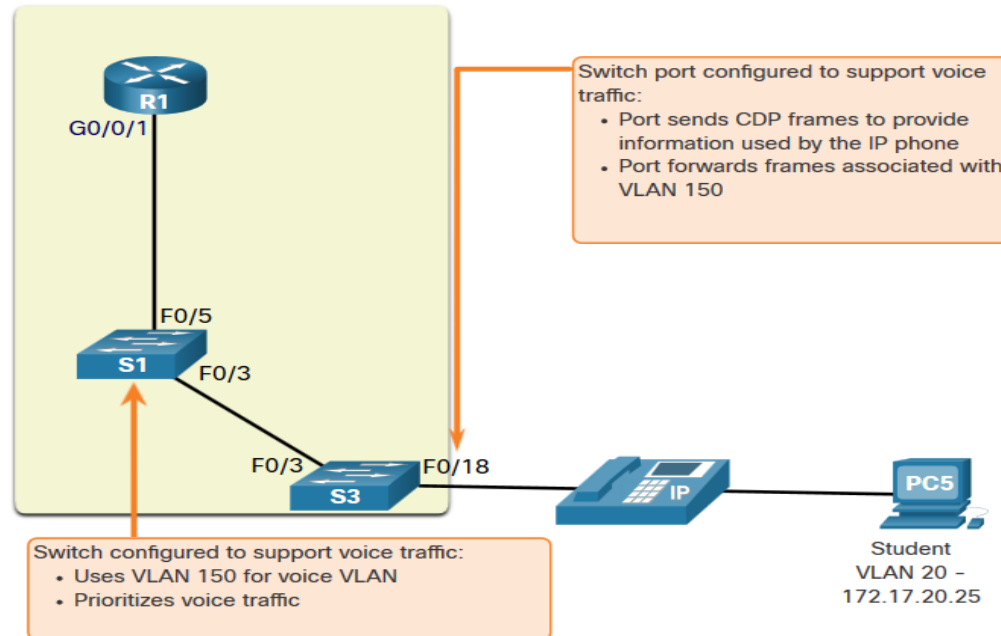 R1
G0/0/1
Switch port configured to support voice
traffic:
• Port sends CDP frames to provide
information used by the IP phone
• Port forwards frames associated with
VLAN 150
F0/5
S1
F0/3
F0/3
S3
F0/18
IP
PC5
Student
VLAN 20 –
172.17.20.25
Switch configured to support voice traffic:
• Uses VLAN 150 for voice VLAN
• Prioritizes voice traffic